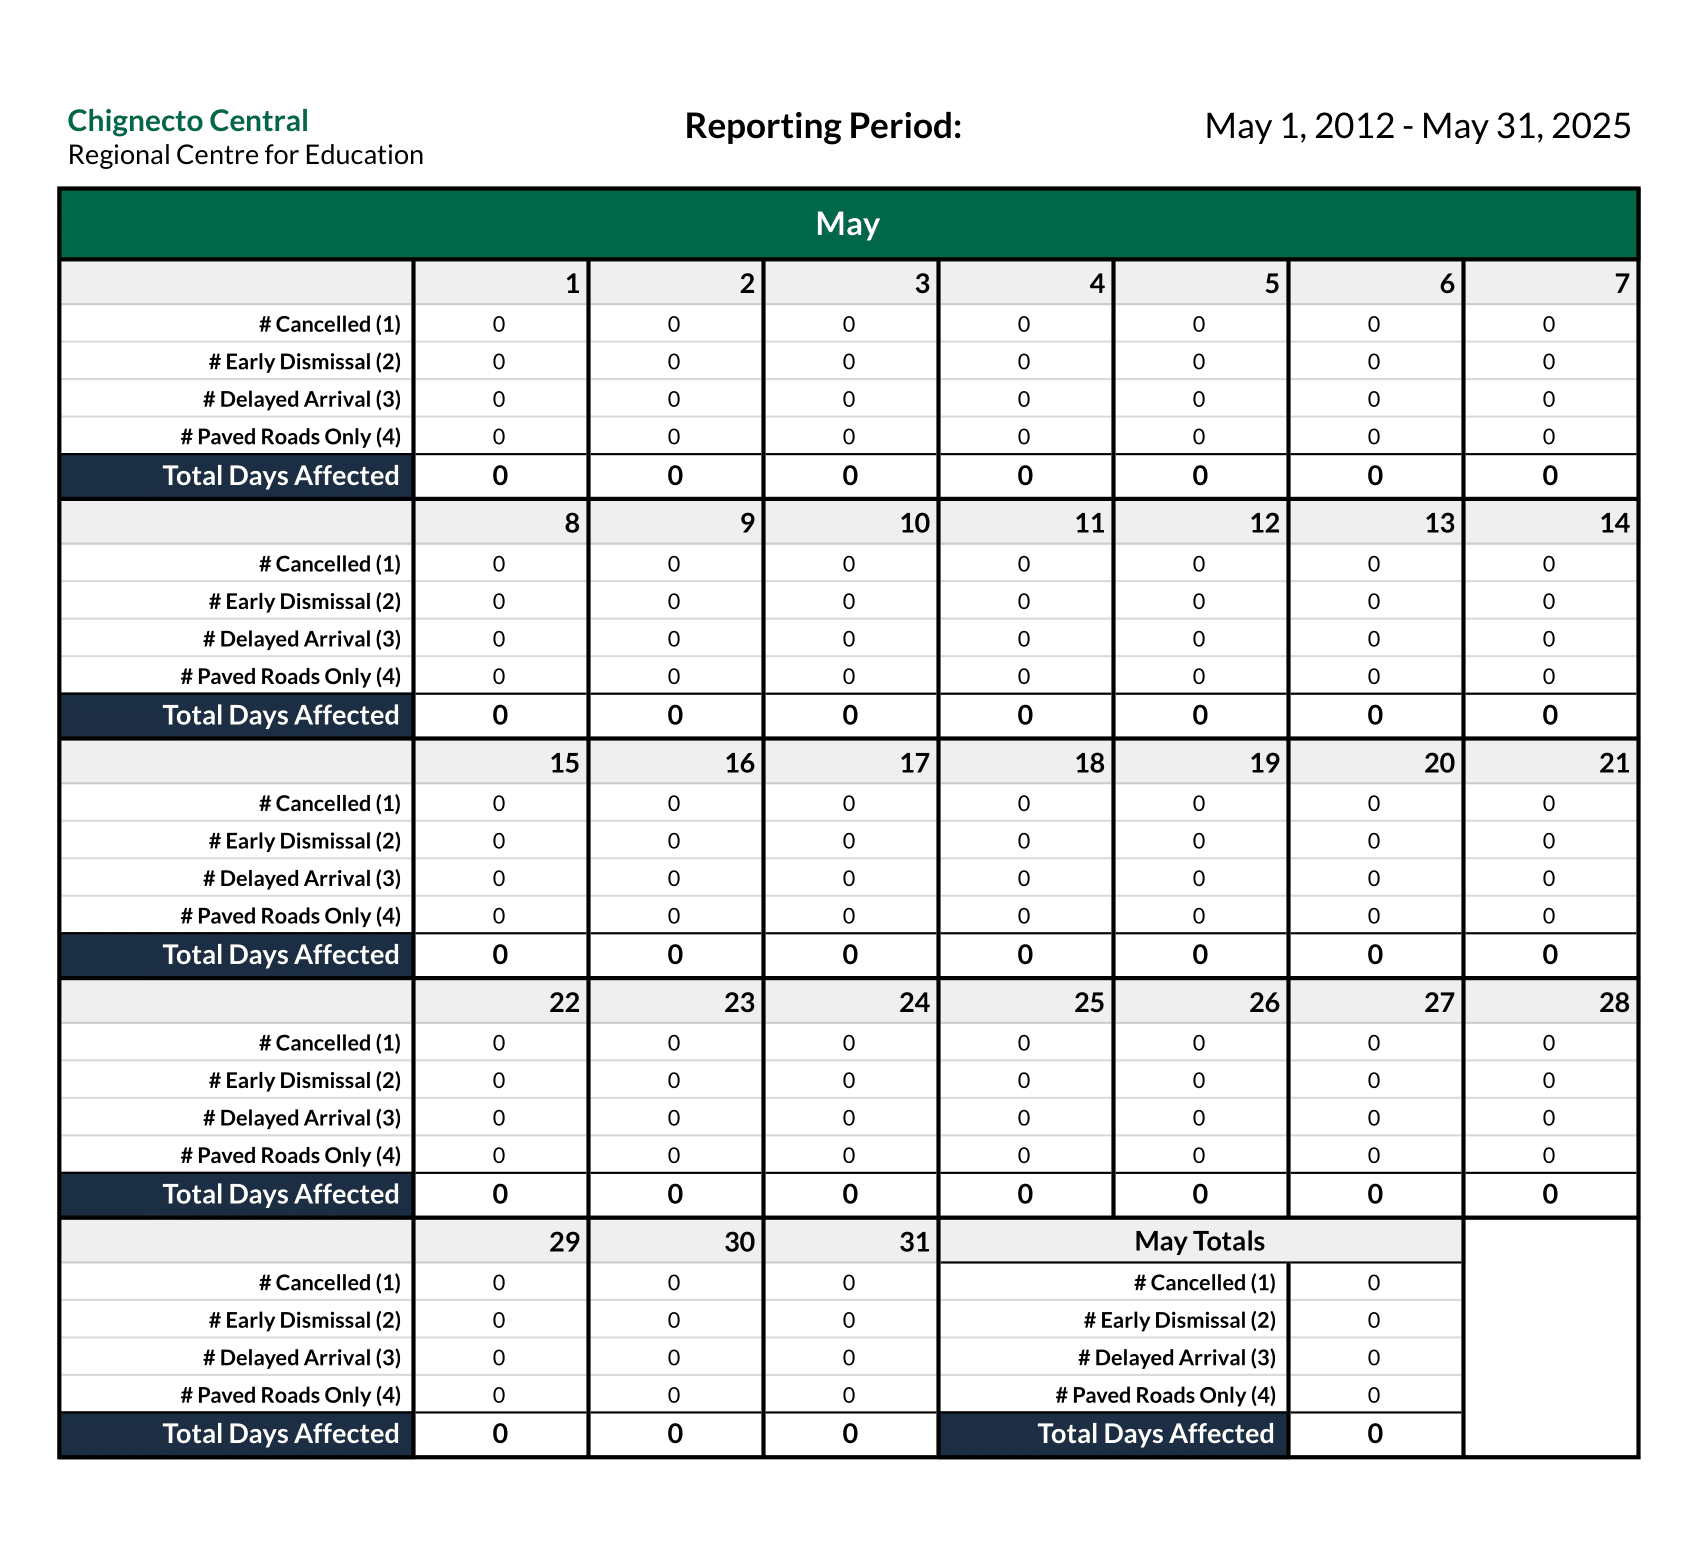 Chignecto Central
Regional Centre for Education
Reporting Period:
May 1, 2012 - May 31, 2025
May
1 2 3 4 5 6 7
# Cancelled (1) 0 0 0 0 0 0 0
# Early Dismissal (2) 0 0 0 0 0 0 0
# Delayed Arrival (3) 0 0 0 0 0 0 0
# Paved Roads Only (4) 0 0 0 0 0 0 0
Total Days Affected 0 0 0 0 0 0 0
8 9 10 11 12 13 14
# Cancelled (1) 0 0 0 0 0 0 0
# Early Dismissal (2) 0 0 0 0 0 0 0
# Delayed Arrival (3) 0 0 0 0 0 0 0
# Paved Roads Only (4) 0 0 0 0 0 0 0
Total Days Affected 0 0 0 0 0 0 0
15 16 17 18 19 20 21
# Cancelled (1) 0 0 0 0 0 0 0
# Early Dismissal (2) 0 0 0 0 0 0 0
# Delayed Arrival (3) 0 0 0 0 0 0 0
# Paved Roads Only (4) 0 0 0 0 0 0 0
Total Days Affected 0 0 0 0 0 0 0
22 23 24 25 26 27 28
# Cancelled (1) 0 0 0 0 0 0 0
# Early Dismissal (2) 0 0 0 0 0 0 0
# Delayed Arrival (3) 0 0 0 0 0 0 0
# Paved Roads Only (4) 0 0 0 0 0 0 0
Total Days Affected 0 0 0 0 0 0 0
29 30 31 May Totals
# Cancelled (1) 0 0 0 # Cancelled (1) 0
# Early Dismissal (2) 0 0 0 # Early Dismissal (2) 0
# Delayed Arrival (3) 0 0 0 # Delayed Arrival (3) 0
# Paved Roads Only (4) 0 0 0 # Paved Roads Only (4) 0
Total Days Affected 0 0 0 Total Days Affected 0